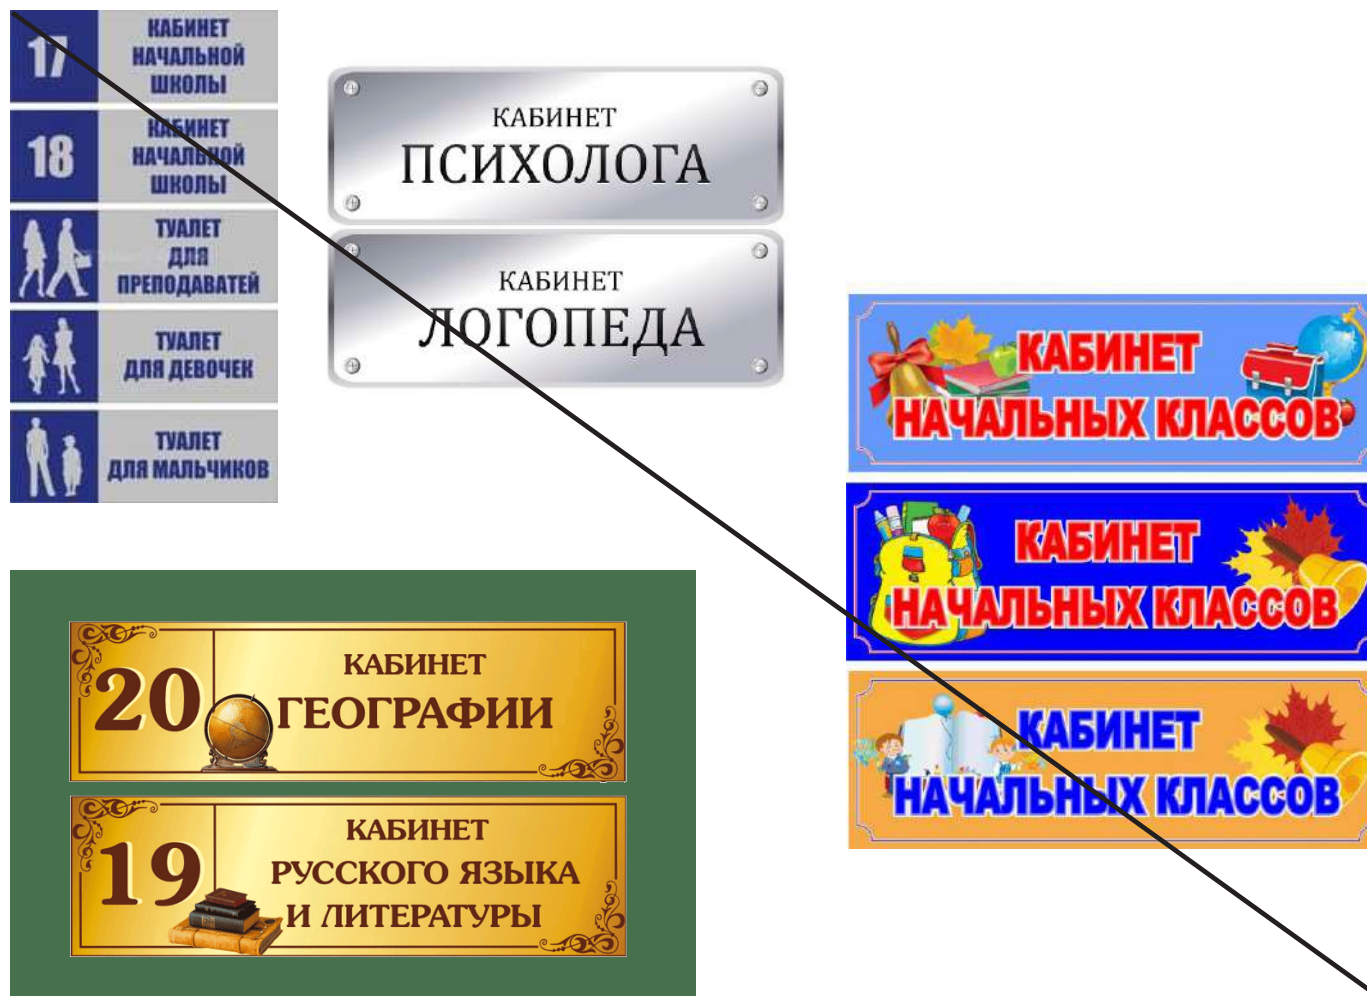 17
КАБИНЕТ
НАЧАЛЬНОЙ
ШКОЛЫ
18
КАБИНЕТ
НАЧАЛЬНОЙ
ШКОЛЫ
ТУАЛЕТ
ДЛЯ
ПРЕПОДАВАТЕЙ
ТУАЛЕТ
ДЛЯ ДЕВОЧЕК
ТУАЛЕТ
ДЛЯ МАЛЬЧИКОВ
КАБИНЕТ
ПСИХОЛОГА
КАБИНЕТ
ЛОГОПЕДА
КАБИНЕТ
НАЧАЛЬНЫХ КЛАССОВ
КАБИНЕТ
НАЧАЛЬНЫХ КЛАССОВ
КАБИНЕТ
НАЧАЛЬНЫХ КЛАССОВ
20
КАБИНЕТ
ГЕОГРАФИИ
19
КАБИНЕТ
РУССКОГО ЯЗЫКА
И ЛИТЕРАТУРЫ